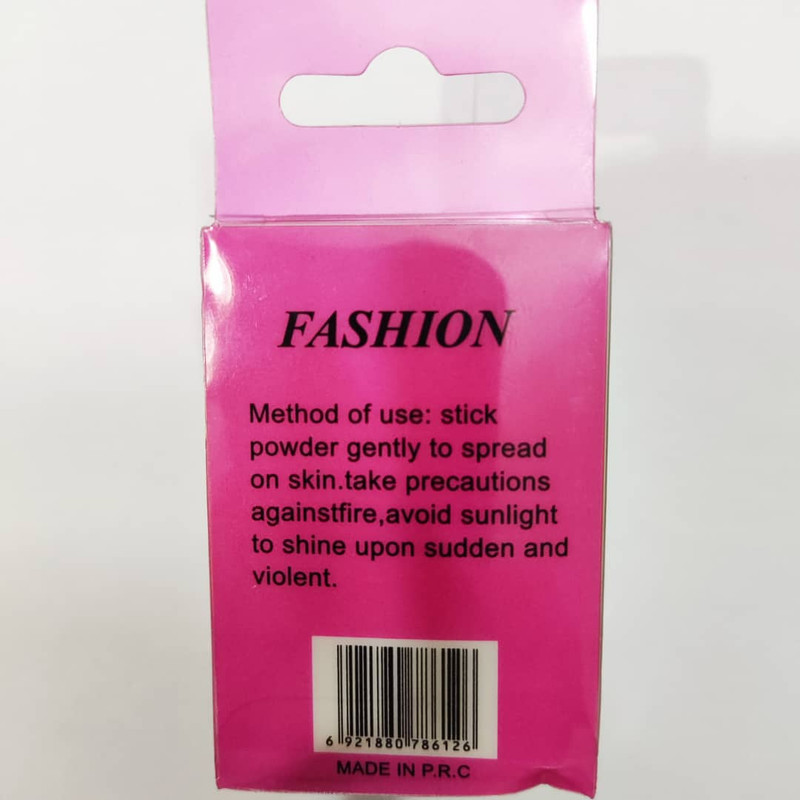 FASHION
Method of use: stick
powder gently to spread
on skin.take precautions
againstfire,avoid sunlight
to shine upon sudden and
violent.
6 921880 786126
MADE IN P.R.C